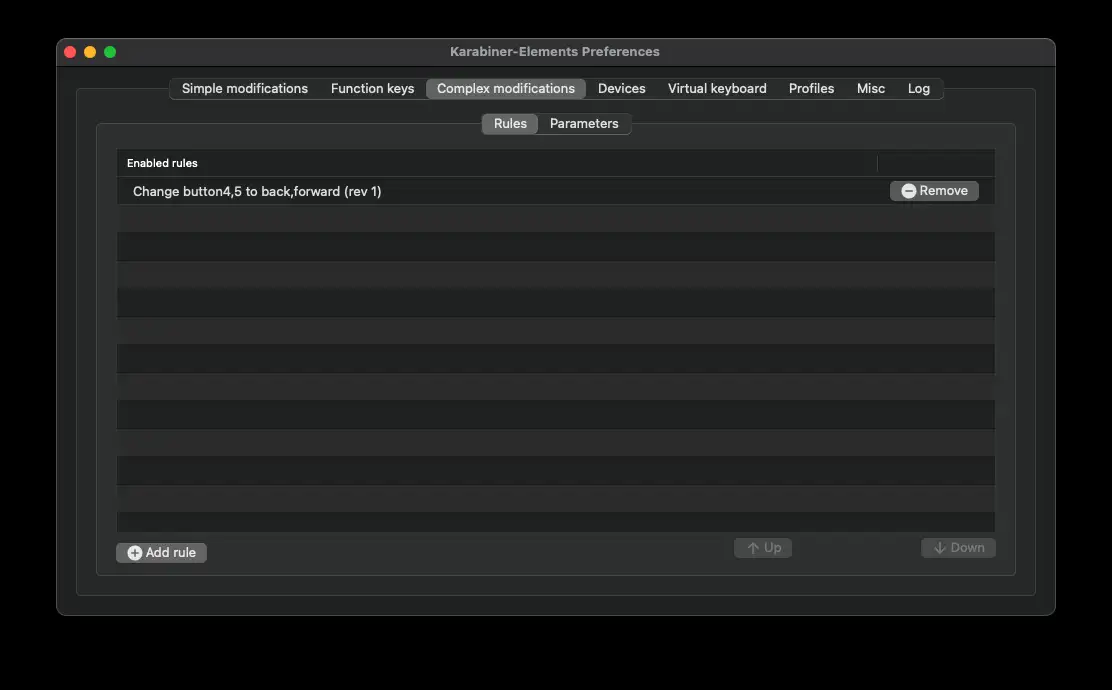 Karabiner-Elements Preferences
Simple modifications Function keys Complex modifications Devices Virtual keyboard Profiles Misc Log
Rules Parameters
Enabled rules
Change button4,5 to back,forward (rev 1) Remove
Add rule Up Down